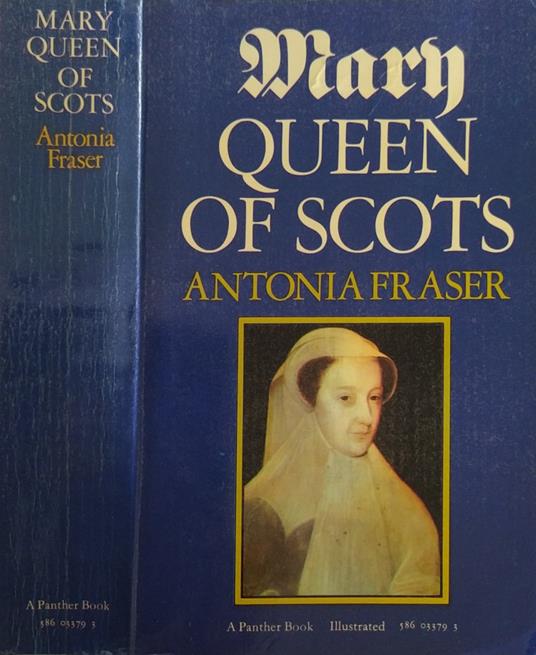 MARY
QUEEN
OF
SCOTS
Antonia
Fraser
A Panther Book
586 03379 3
Mary
QUEEN
OF SCOTS
ANTONIA FRASER
A Panther Book Illustrated 586 03379 3